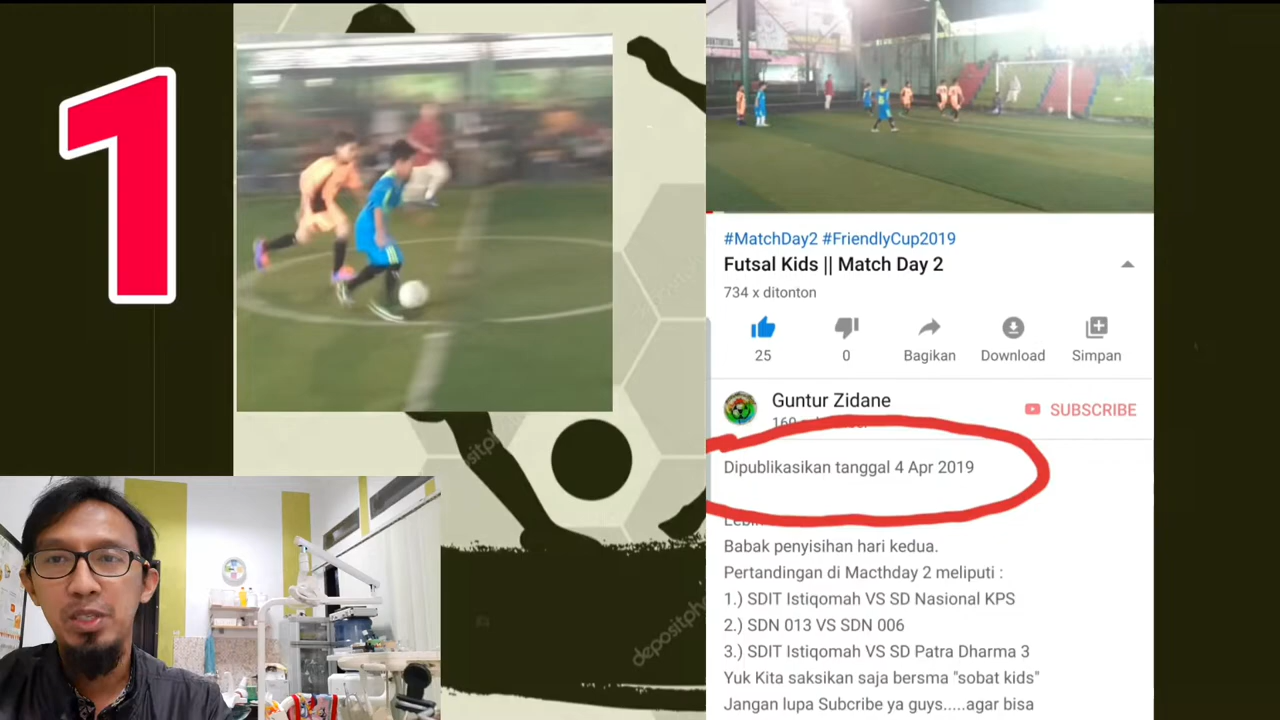 1
#MatchDay2 #FriendlyCup2019
Futsal Kids || Match Day 2
734 x ditonton
25
0
Bagikan
Download
Simpan
Guntur Zidane
SUBSCRIBE
Dipublikasikan tanggal 4 Apr 2019
Babak penyisihan hari kedua.
Pertandingan di Macthday 2 meliputi :
1.) SDIT Istiqomah VS SD Nasional KPS
2.) SDN 013 VS SDN 006
3.) SDIT Istiqomah VS SD Patra Dharma 3
Yuk Kita saksikan saja bersma "sobat kids"
Jangan lupa Subcribe ya guys.....agar bisa